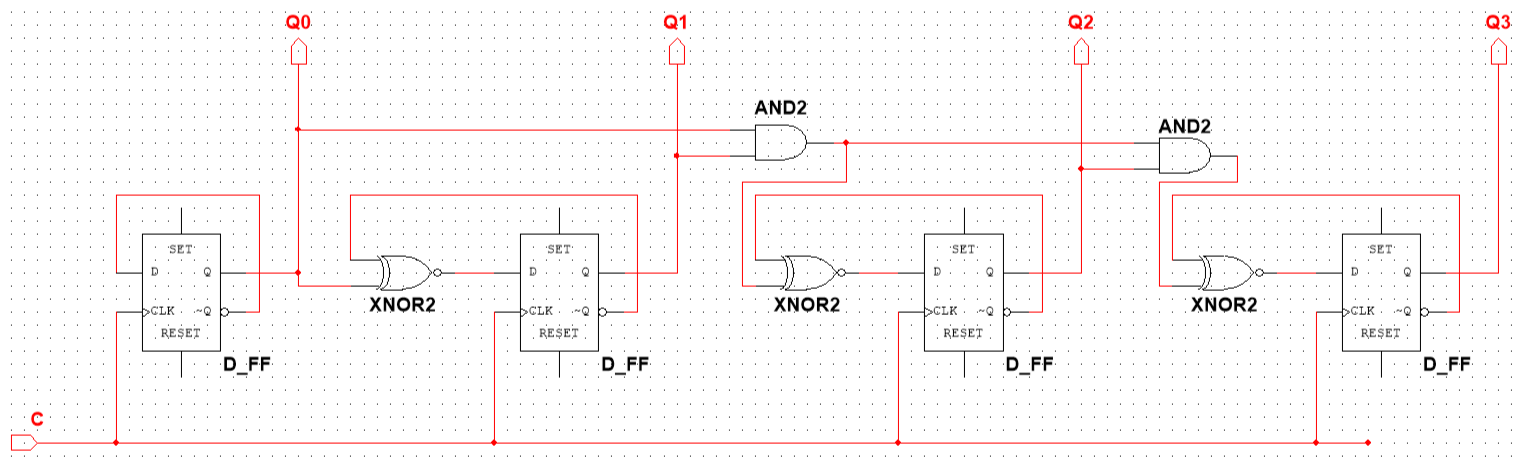 Q0
Q1
Q2
Q3
AND2
AND2
SET
D Q
CLK ~Q
RESET
D_FF
XNOR2
SET
D Q
CLK ~Q
RESET
D_FF
XNOR2
SET
D Q
CLK ~Q
RESET
D_FF
XNOR2
SET
D Q
CLK ~Q
RESET
D_FF
C